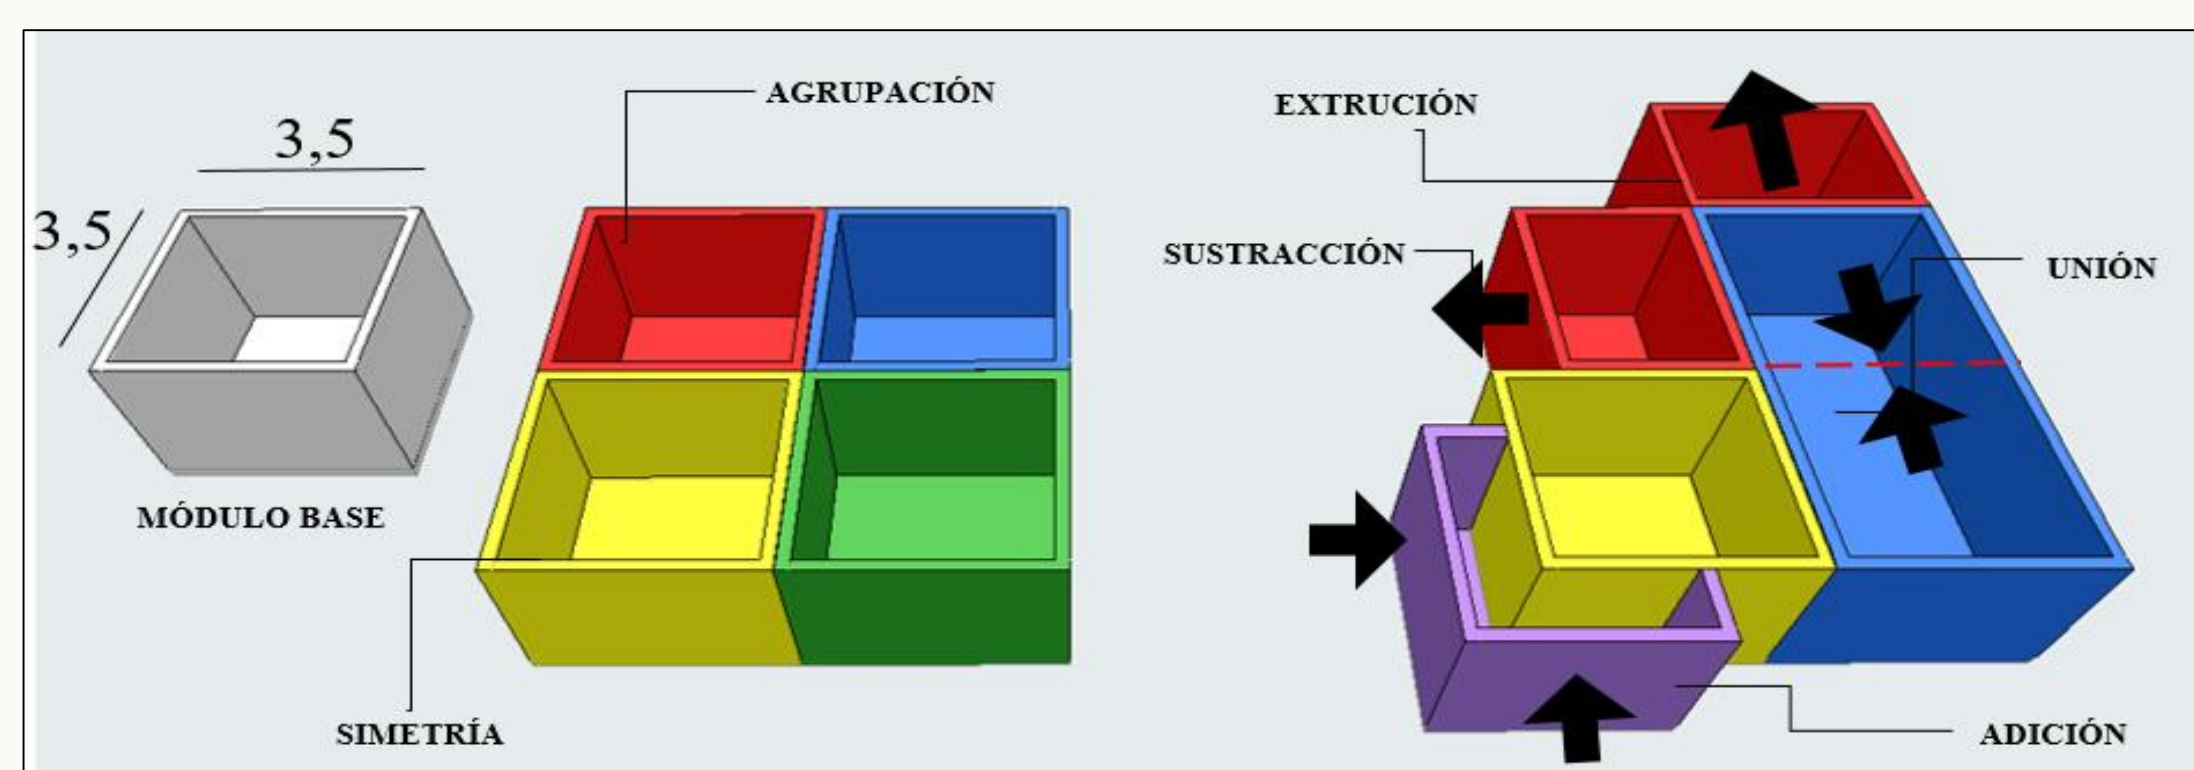 3,5
3,5
MÓDULO BASE
AGRUPACIÓN
SIMETRÍA
EXTRUCIÓN
SUSTRACCIÓN
UNIÓN
ADICIÓN